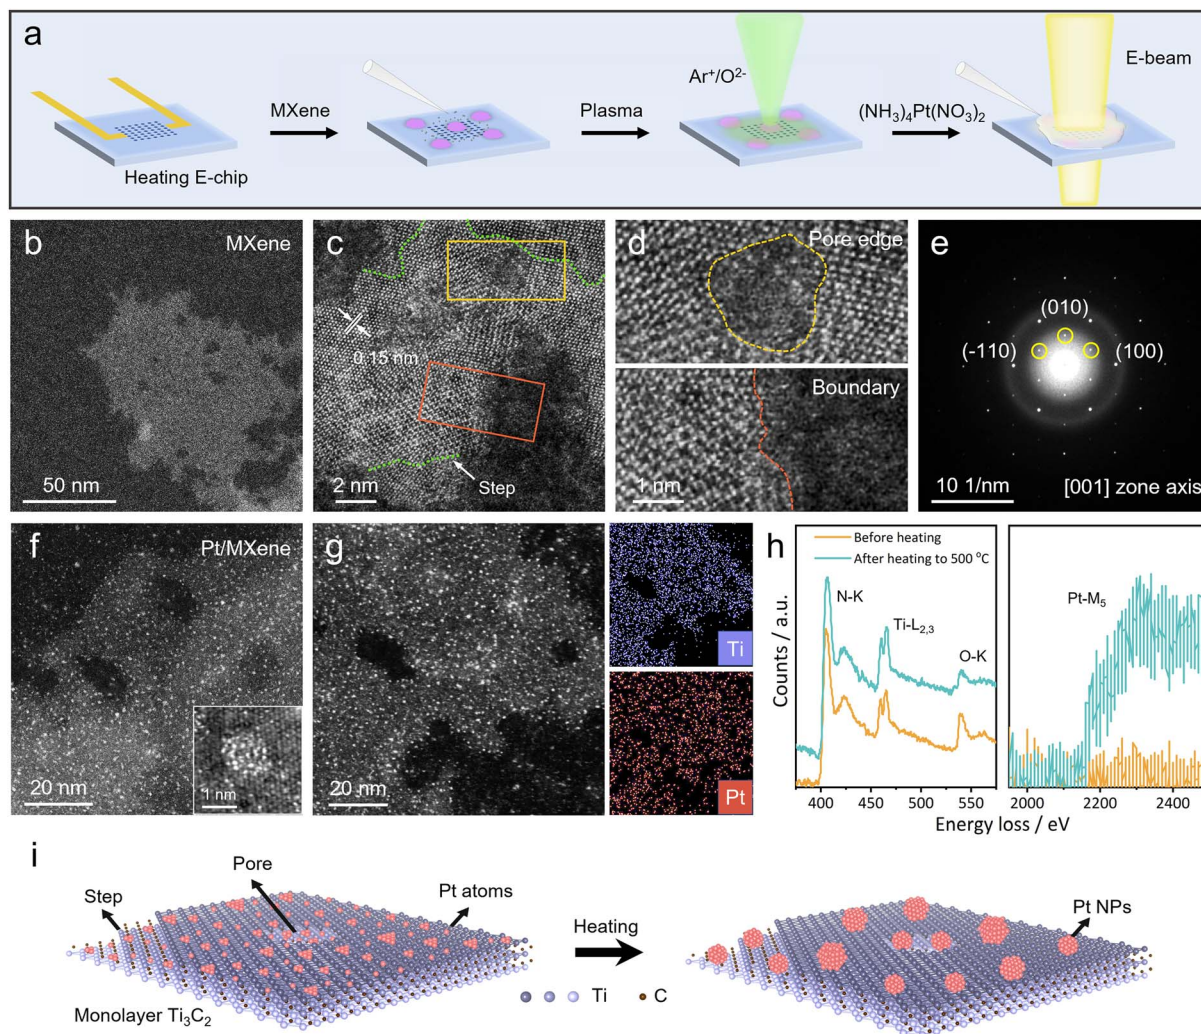 a
Ar⁺/O²⁻
E-beam
MXene
Plasma
(NH₃)₄Pt(NO₃)₂
Heating E-chip
b
MXene
50 nm
c
0.15 nm
Step
2 nm
d
Pore edge
Boundary
1 nm
e
(010)
(-110)
(100)
10 1/nm
[001] zone axis
f
Pt/MXene
20 nm
1 nm
g
20 nm
Ti
Pt
h
Before heating
After heating to 500 °C
N-K
Ti-L₂,₃
O-K
Pt-M₅
Counts / a.u.
400 450 500 550
2000 2200 2400
Energy loss / eV
i
Pore
Step
Pt atoms
Heating
Pt NPs
Monolayer Ti₃C₂
Ti
C